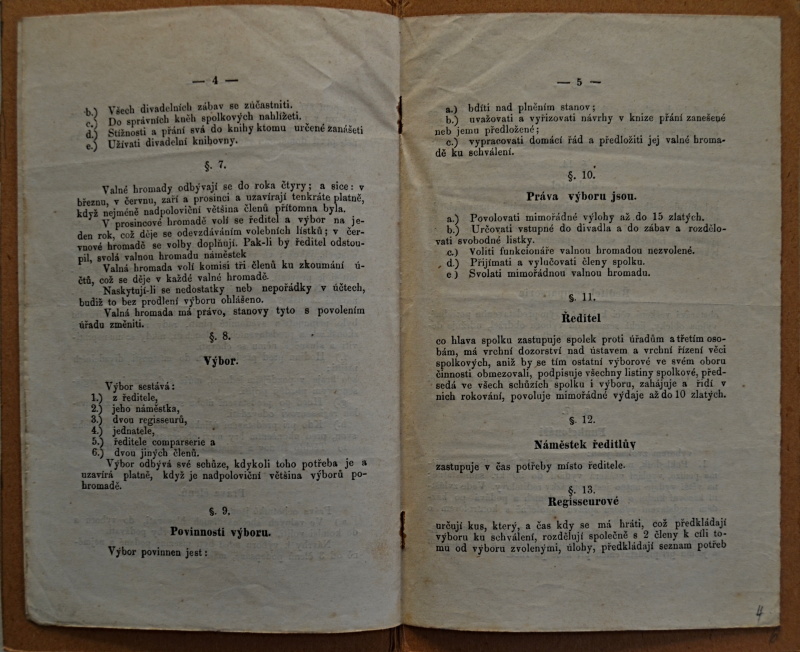 — 4 —
b.) Všech divadelních zábav se zúčastniti.
c.) Do správních kněh spolkových nahlížeti.
d.) Stížnosti a přání svá do knihy ktomu určené zanášeti
e.) Užívati divadelní knihovny.
§. 7.
Valné hromady odbývají se do roka čtyry; a sice: v
březnu, v červnu, září a prosinci a uzavírají tenkráte platně,
když nejméně nadpoloviční většina členů přítomna byla.
V prosincové hromadě volí se ředitel a výbor na je-
den rok, což děje se odevzdáváním volebních lístků; v čer-
vnové hromadě se volby doplňují. Pak-li by ředitel odstou-
pil, svolá valnou hromadu náměstek
Valná hromada volí komisi tří členů ku zkoumání ú-
čtů, což se děje v každé valné hromadě.
Naskytují-li se nedostatky neb nepořádky v účtech,
budiž to bez prodlení výboru ohlášeno.
Valná hromada má právo, stanovy tyto s povolením
úřadu změniti.
§. 8.
Výbor.
Výbor sestává:
1.) z ředitele,
2.) jeho náměstka,
3.) dvou regisseurů,
4.) jednatele,
5.) ředitele comparserie a
6.) dvou jiných členů.
Výbor odbývá své schůze, kdykoli toho potřeba je a
uzavírá platně, když je nadpoloviční většina výborů po-
hromadě.
§. 9.
Povinnosti výboru.
Výbor povinnen jest:
— 5 —
a.) bdíti nad plněním stanov;
b.) uvažovati a vyřizovati návrhy v knize přání zanešené
neb jemu předložené;
c.) vypracovati domácí řád a předložiti jej valné hroma-
dě ku schválení.
§. 10.
Práva výboru jsou.
a.) Povolovati mimořádné výlohy až do 15 zlatých.
b.) Určovati vstupné do divadla a do zábav a rozdělo-
vati svobodné lístky.
c.) Voliti funkcionáře valnou hromadou nezvolené.
d.) Přijímati a vylučovati členy spolku.
e ) Svolati mimořádnou valnou hromadu.
§. 11.
Ředitel
co hlava spolku zastupuje spolek proti úřadům a třetím oso-
bám, má vrchní dozorství nad ústavem a vrchní řízení věcí
spolkových, aniž by se tím ostatní výborové ve svém oboru
činnosti obmezovali, podpisuje všechny listiny spolkové, před-
sedá ve všech schůzích spolku i výboru, zahájuje a řídí v
nich rokování, povoluje mimořádné výdaje až do 10 zlatých.
§. 12.
Náměstek ředitlův
zastupuje v čas potřeby místo ředitele.
§. 13.
Regisseurové
určují kus, který, a čas kdy se má hráti, což předkládají
výboru ku schválení, rozdělují společně s 2 členy k cíli to-
mu od výboru zvolenými, úlohy, předkládají seznam potřeb
4